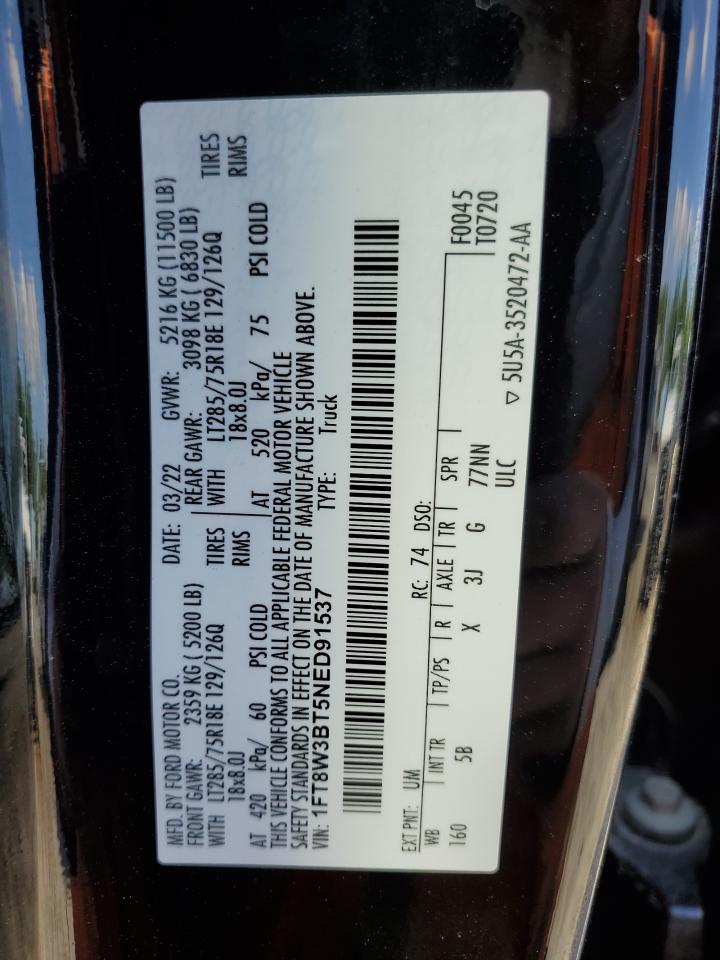 MFD. BY FORD MOTOR CO. DATE: 03/22 GVWR: 5216 KG (11500 LB)
FRONT GAWR: 2359 KG ( 5200 LB) REAR GAWR: 3098 KG ( 6830 LB)
WITH LT285/75R18E 129/126Q TIRES WITH LT285/75R18E 129/126Q TIRES
18x8.0J RIMS 18x8.0J RIMS
AT 420 kPa/ 60 PSI COLD AT 520 kPa/ 75 PSI COLD
THIS VEHICLE CONFORMS TO ALL APPLICABLE FEDERAL MOTOR VEHICLE
SAFETY STANDARDS IN EFFECT ON THE DATE OF MANUFACTURE SHOWN ABOVE.
VIN: 1FT8W3BT5NED91537 TYPE: Truck
EXT PNT: UM RC: 74 DSO: F0045
WB INT TR TP/PS R AXLE TR SPR T0720
160 5B X 3J G 77NN
ULC ▽ 5U5A-3520472-AA